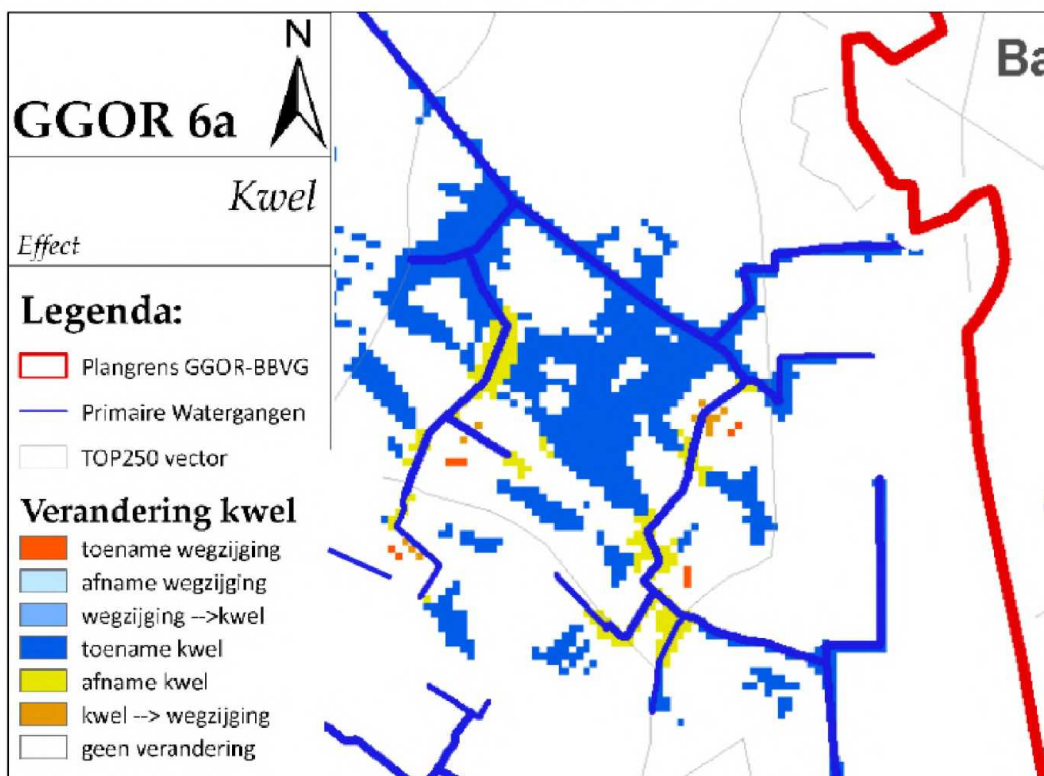 N
GGOR 6a
Kwel
Effect
Legenda:
Plangrens GGOR-BBVG
Primaire Watergangen
TOP250 vector
Verandering kwel
toename wegzijging
afname wegzijging
wegzijging -->kwel
toename kwel
afname kwel
kwel --> wegzijging
geen verandering
Ba